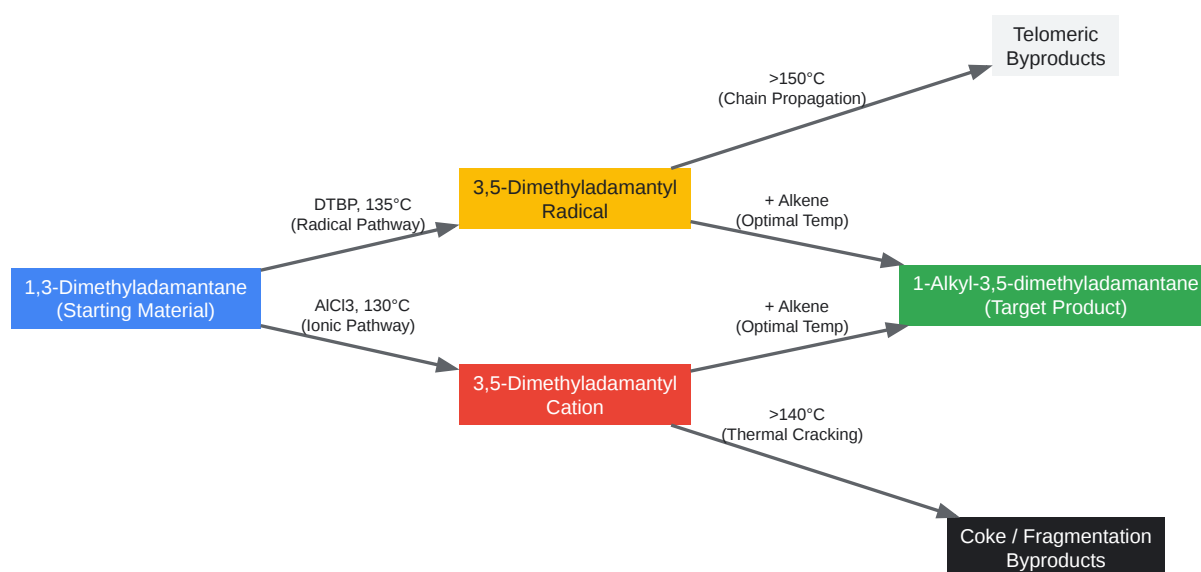 Telomeric
Byproducts
>150°C
(Chain Propagation)
3,5-Dimethyladamantyl
Radical
DTBP, 135°C
(Radical Pathway)
+ Alkene
(Optimal Temp)
1,3-Dimethyladamantane
(Starting Material)
1-Alkyl-3,5-dimethyladamantane
(Target Product)
AlCl3, 130°C
(Ionic Pathway)
+ Alkene
(Optimal Temp)
3,5-Dimethyladamantyl
Cation
>140°C
(Thermal Cracking)
Coke / Fragmentation
Byproducts